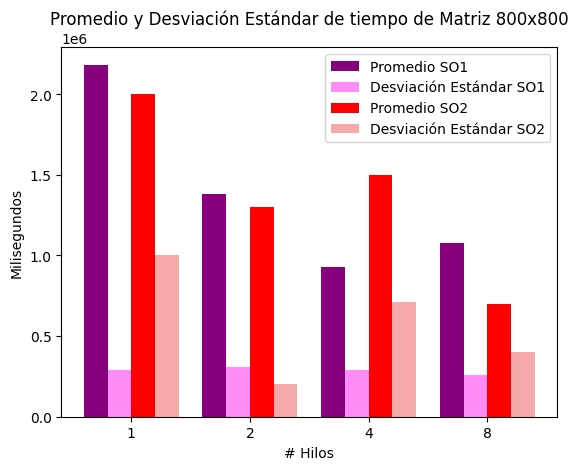 Promedio y Desviación Estándar de tiempo de Matriz 800x800
1e6
Promedio SO1
Desviación Estándar SO1
Promedio SO2
Desviación Estándar SO2
2.0
1.5
1.0
0.5
0.0
Milisegundos
1 2 4 8
# Hilos